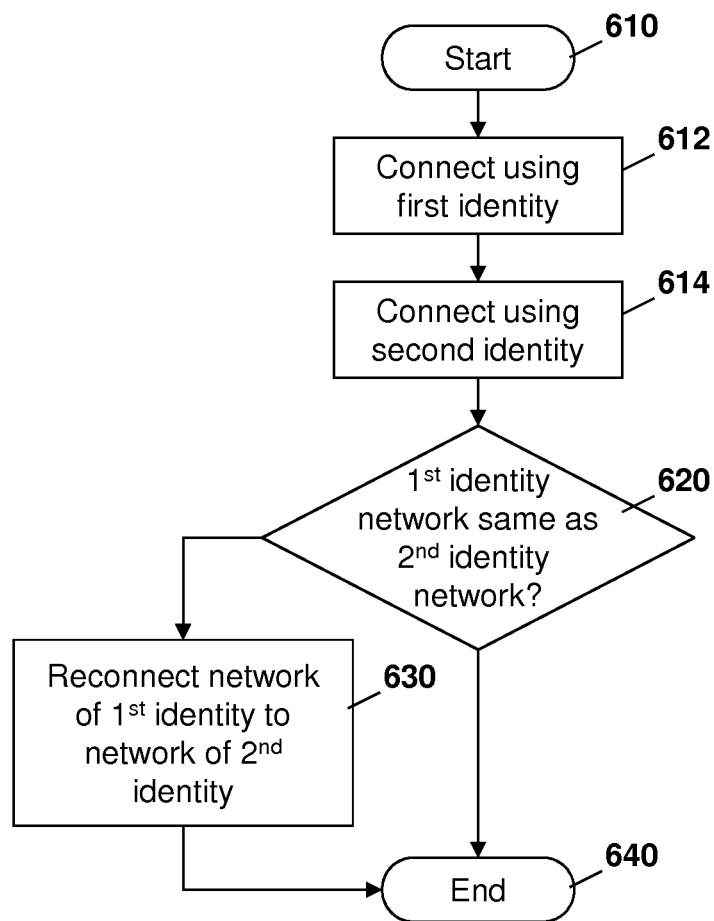 610
Start
612
Connect using
first identity
614
Connect using
second identity
620
1st identity
network same as
2nd identity
network?
630
Reconnect network
of 1st identity to
network of 2nd
identity
640
End